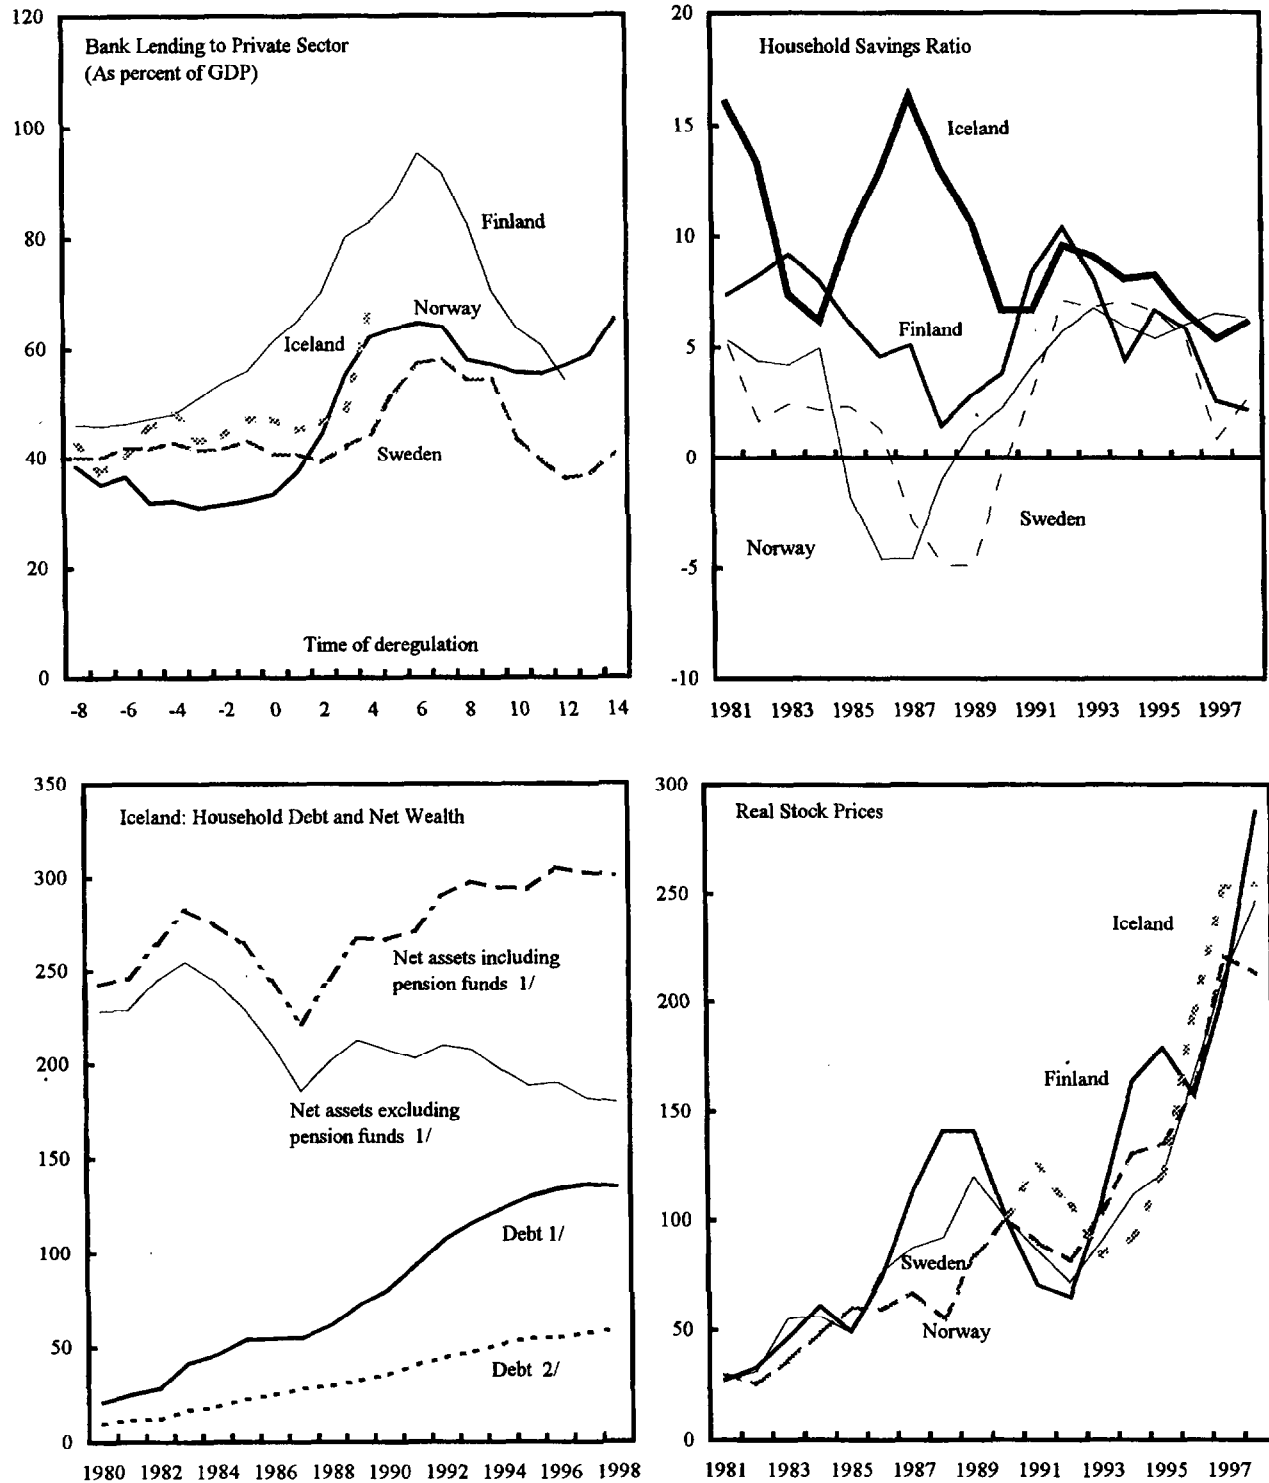 Bank Lending to Private Sector
(As percent of GDP)
120
100
80
60
40
20
0
Finland
Norway
Iceland
Sweden
Time of deregulation
-8 -6 -4 -2 0 2 4 6 8 10 12 14
Household Savings Ratio
20
15
10
5
0
-5
-10
Iceland
Finland
Sweden
Norway
1981 1983 1985 1987 1989 1991 1993 1995 1997
Iceland: Household Debt and Net Wealth
350
300
250
200
150
100
50
0
Net assets including
pension funds 1/
Net assets excluding
pension funds 1/
Debt 1/
Debt 2/
1980 1982 1984 1986 1988 1990 1992 1994 1996 1998
Real Stock Prices
300
250
200
150
100
50
0
Iceland
Finland
Sweden
Norway
1981 1983 1985 1987 1989 1991 1993 1995 1997